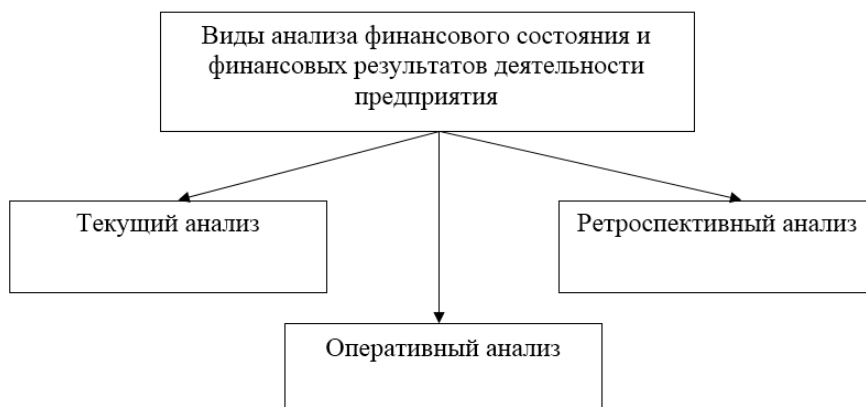 Виды анализа финансового состояния и
финансовых результатов деятельности
предприятия
Текущий анализ
Ретроспективный анализ
Оперативный анализ